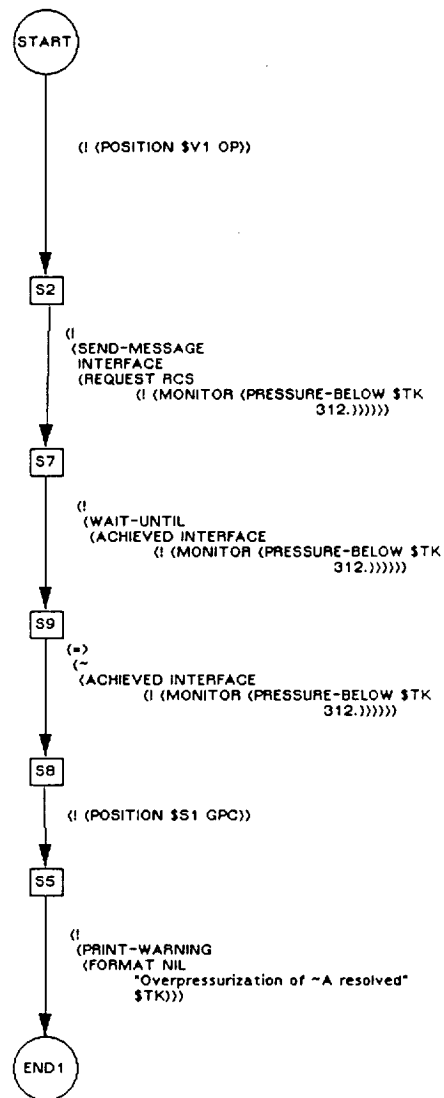 START
(! (POSITION $V1 OP))
S2
(!
(SEND-MESSAGE
INTERFACE
(REQUEST RCS
(! (MONITOR (PRESSURE-BELOW $TK
312.))))))
S7
(!
(WAIT-UNTIL
(ACHIEVED INTERFACE
(! (MONITOR (PRESSURE-BELOW $TK
312.))))))
S9
(=>
(~
(ACHIEVED INTERFACE
(! (MONITOR (PRESSURE-BELOW $TK
312.))))))
S8
(! (POSITION $S1 GPC))
S5
(!
(PRINT-WARNING
(FORMAT NIL
"Overpressurization of ~A resolved"
$TK)))
END1